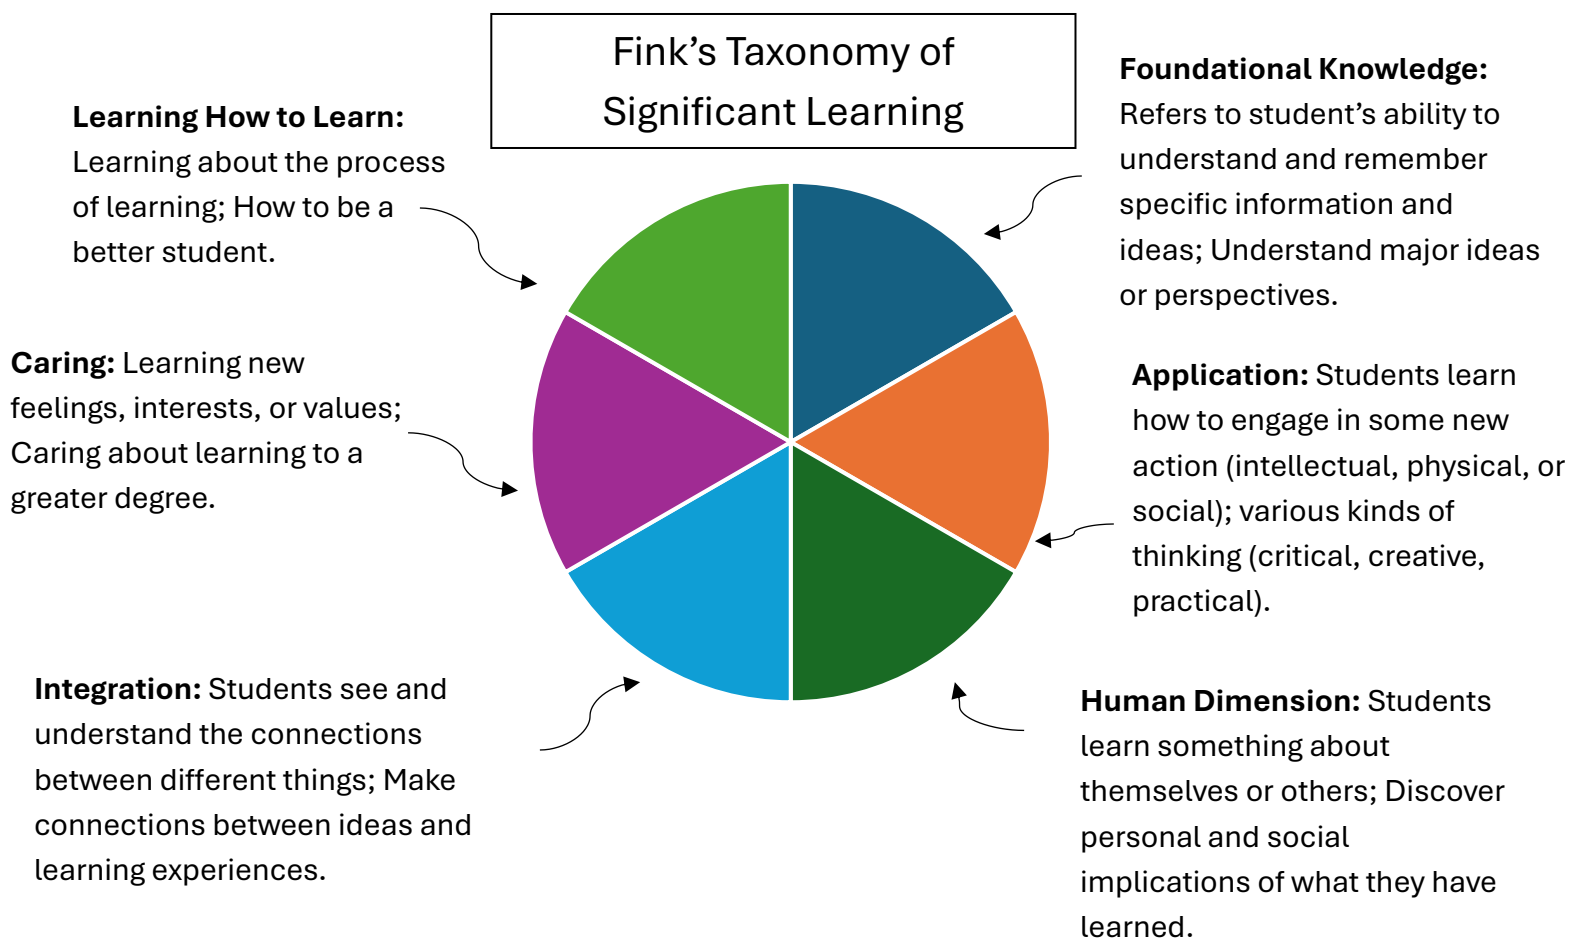 Fink’s Taxonomy of
Significant Learning
Foundational Knowledge:
Refers to student’s ability to
understand and remember
specific information and
ideas; Understand major ideas
or perspectives.
Application: Students learn
how to engage in some new
action (intellectual, physical, or
social); various kinds of
thinking (critical, creative,
practical).
Human Dimension: Students
learn something about
themselves or others; Discover
personal and social
implications of what they have
learned.
Integration: Students see and
understand the connections
between different things; Make
connections between ideas and
learning experiences.
Caring: Learning new
feelings, interests, or values;
Caring about learning to a
greater degree.
Learning How to Learn:
Learning about the process
of learning; How to be a
better student.